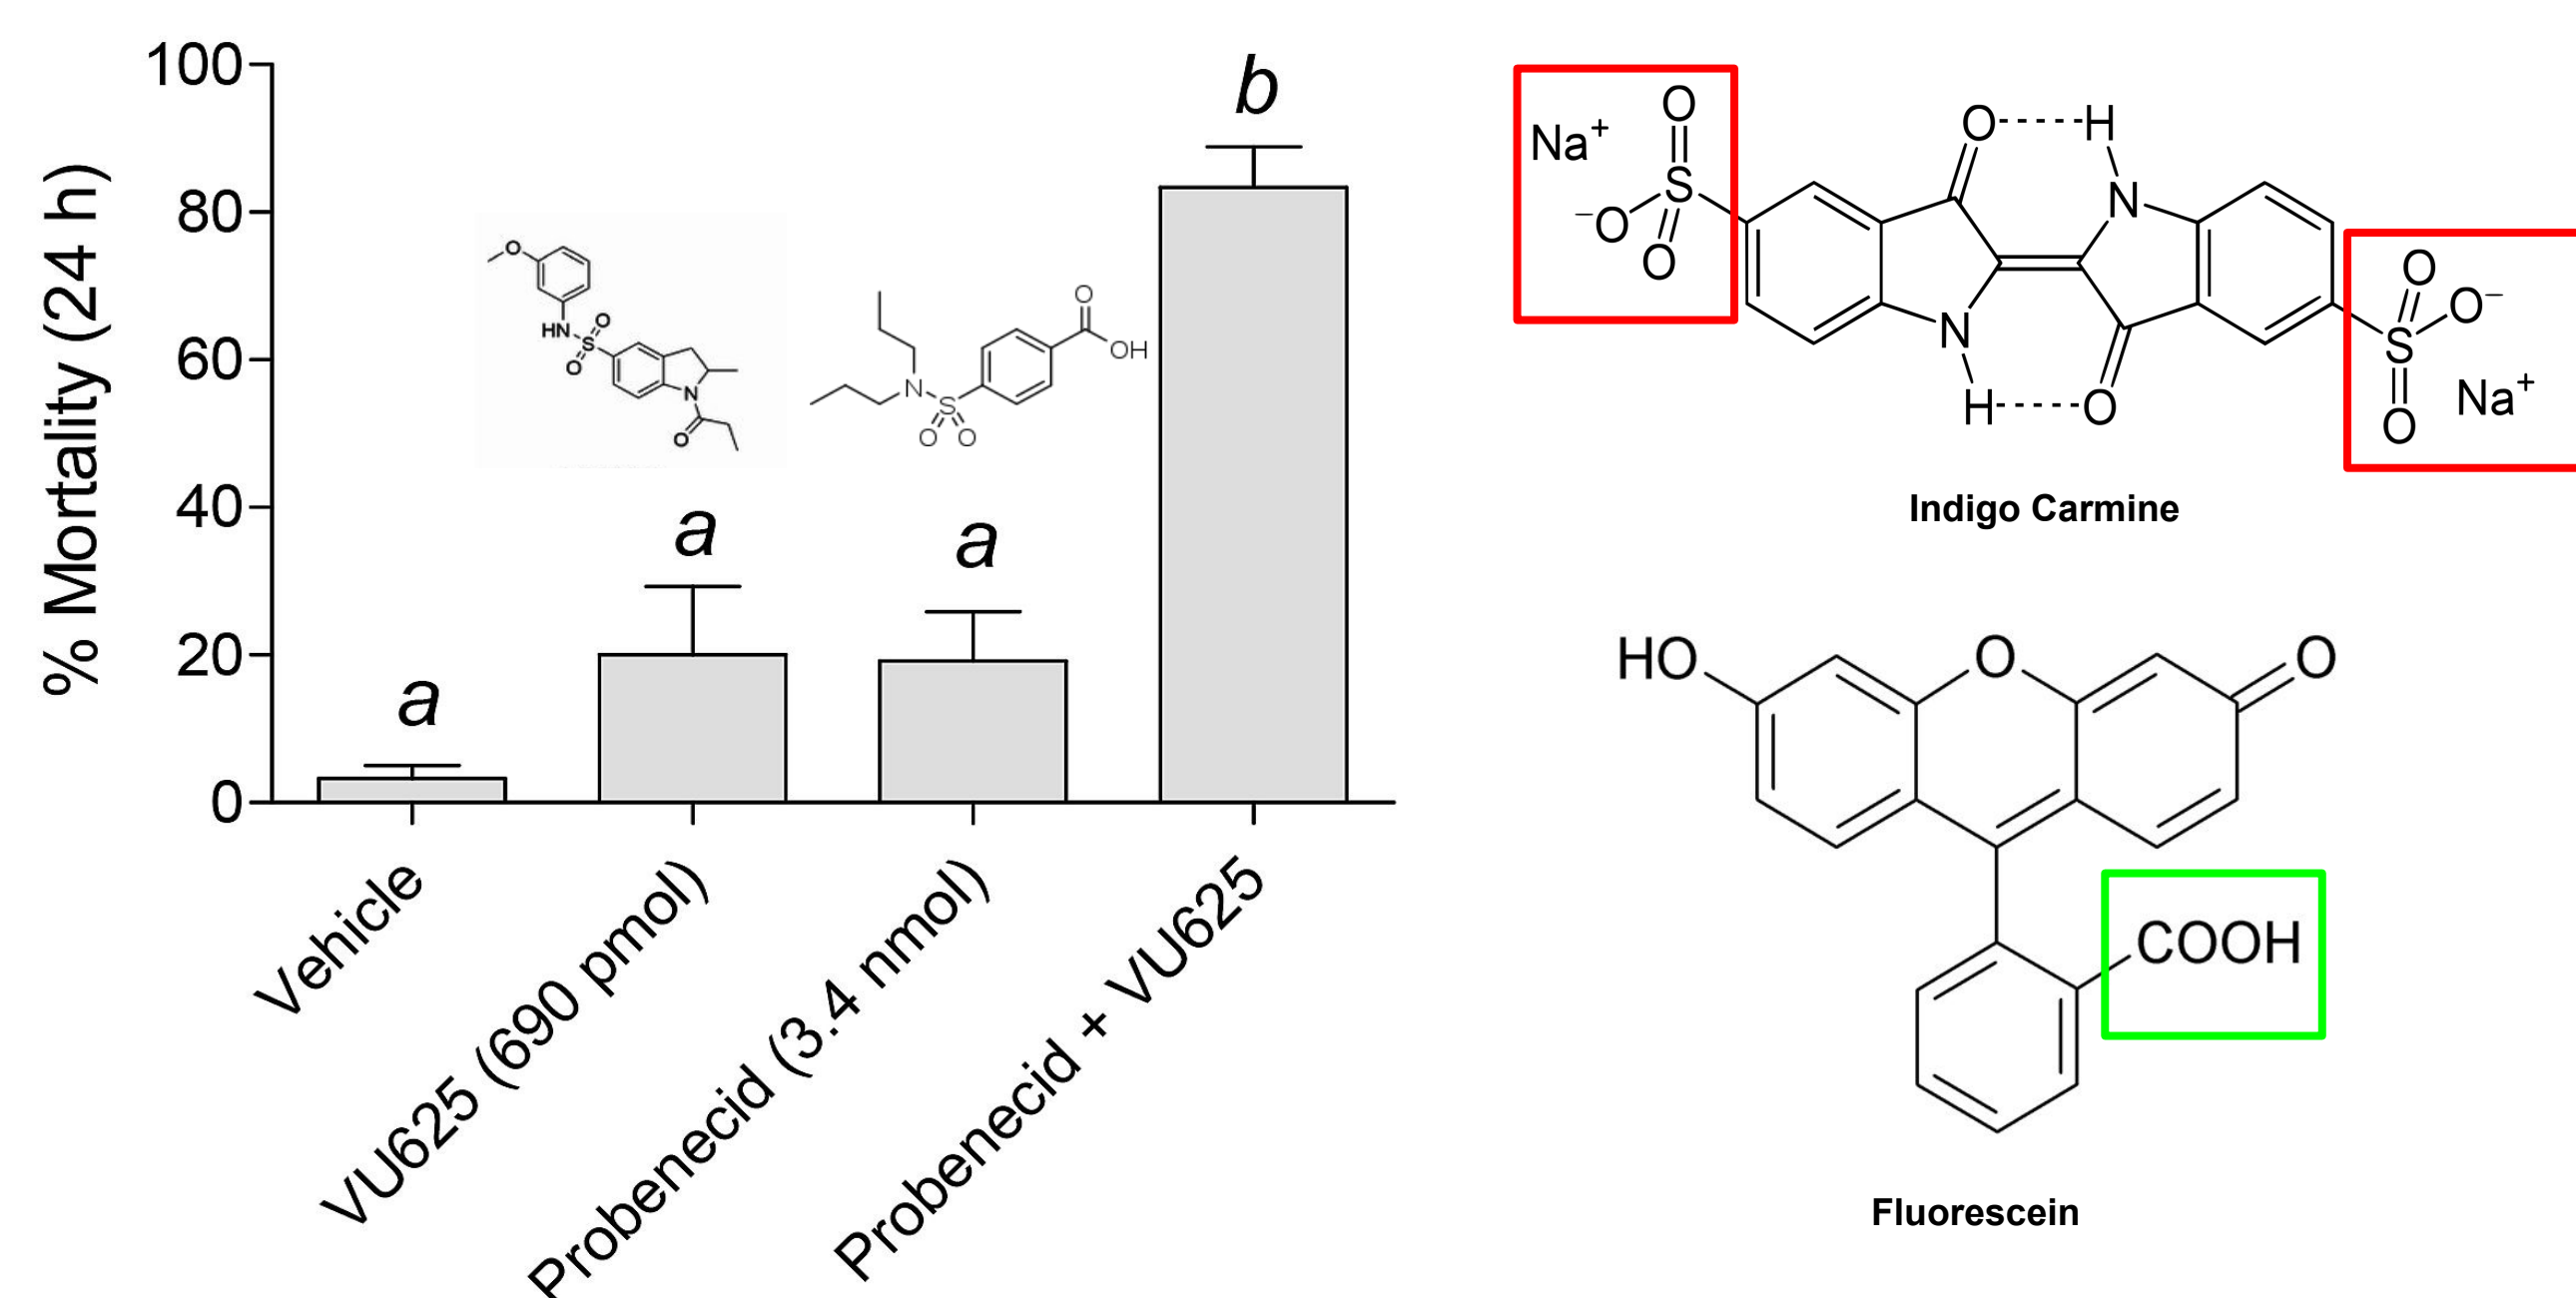 % Mortality (24 h)
100
80
60
40
20
0
a
a
a
b
Vehicle
VU625 (690 pmol)
Probenecid (3.4 nmol)
Probenecid + VU625
O
HN
O
S
O
N
O
O
OH
N
S
O O
Na⁺
O
S
⁻O
O
O
H
N
N
H
O
O
O⁻
S
Na⁺
O
Indigo Carmine
HO
O
O
COOH
Fluorescein